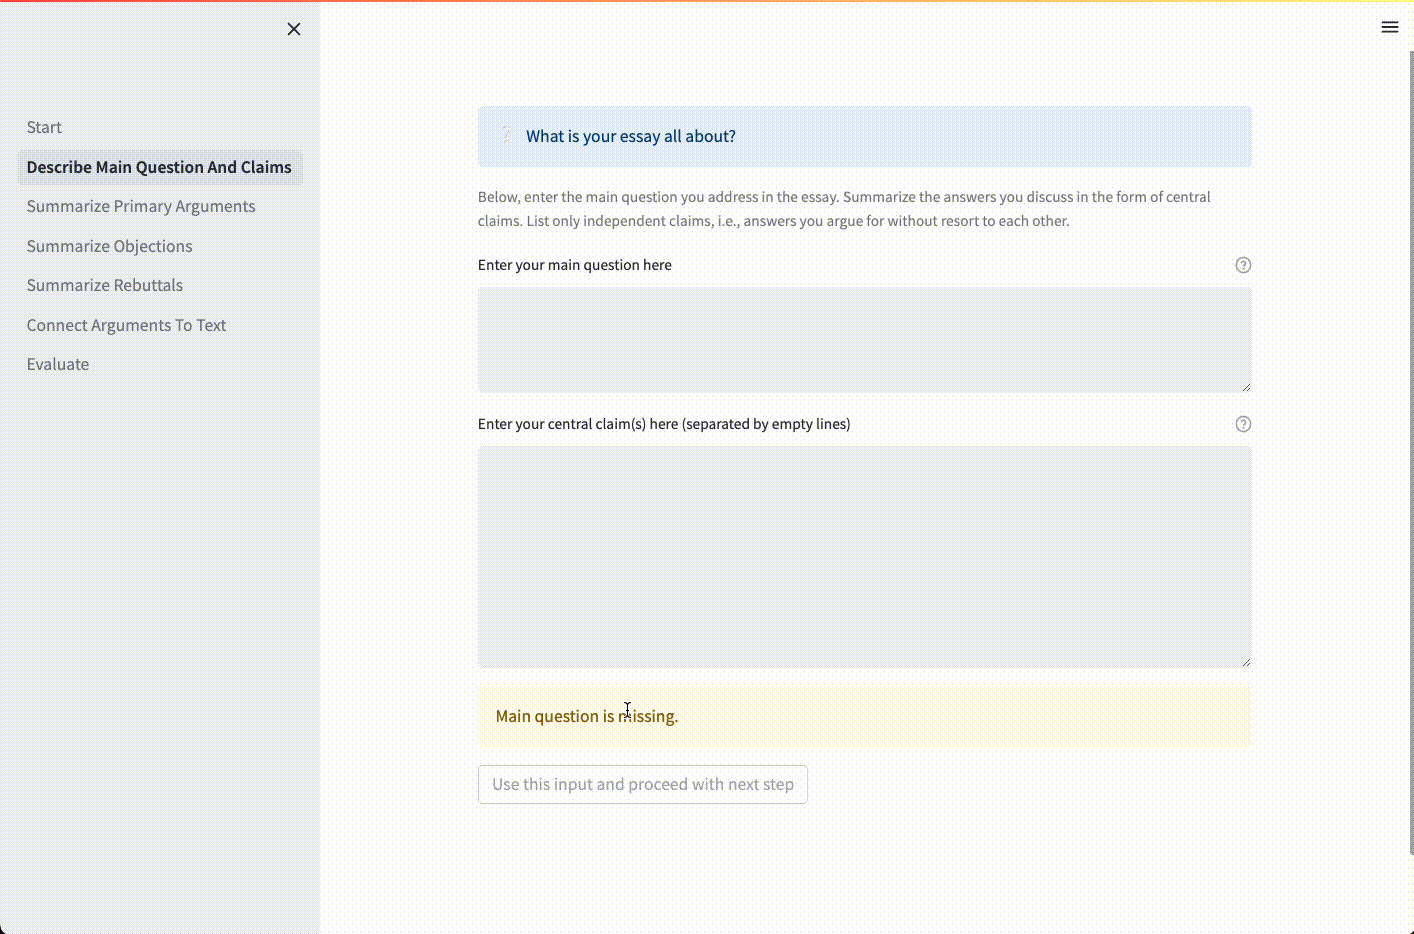 Start
Describe Main Question And Claims
Summarize Primary Arguments
Summarize Objections
Summarize Rebuttals
Connect Arguments To Text
Evaluate
❔ What is your essay all about?
Below, enter the main question you address in the essay. Summarize the answers you discuss in the form of central
claims. List only independent claims, i.e., answers you argue for without resort to each other.
Enter your main question here
Enter your central claim(s) here (separated by empty lines)
Main question is missing.
Use this input and proceed with next step